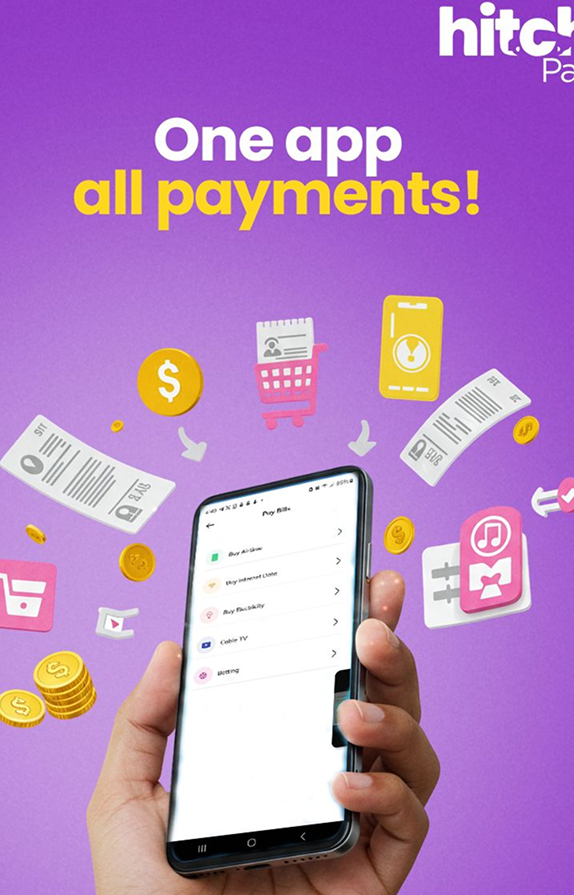 hitch
Pa
One app
all payments!
Pay Bills
Buy Airtime
Buy Internet Data
Buy Electricity
Cable TV
Betting